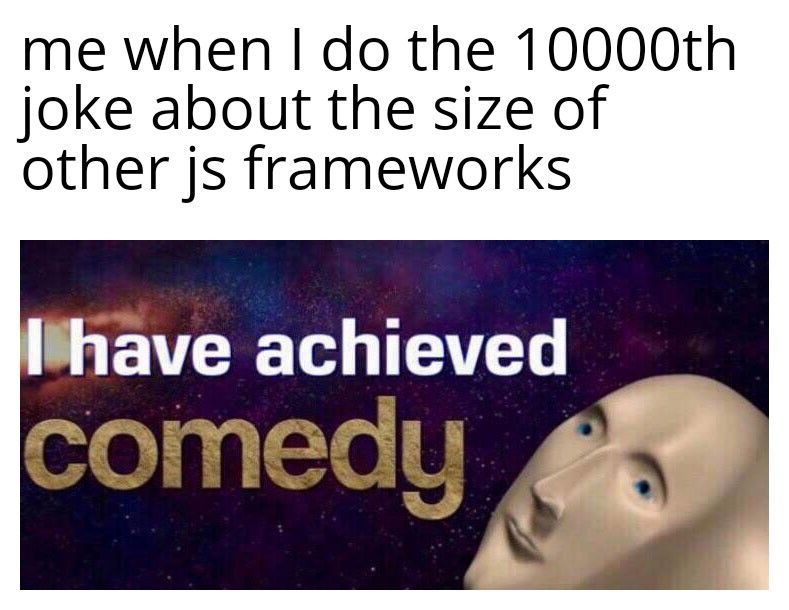 me when I do the 10000th
joke about the size of
other js frameworks
I have achieved
comedy